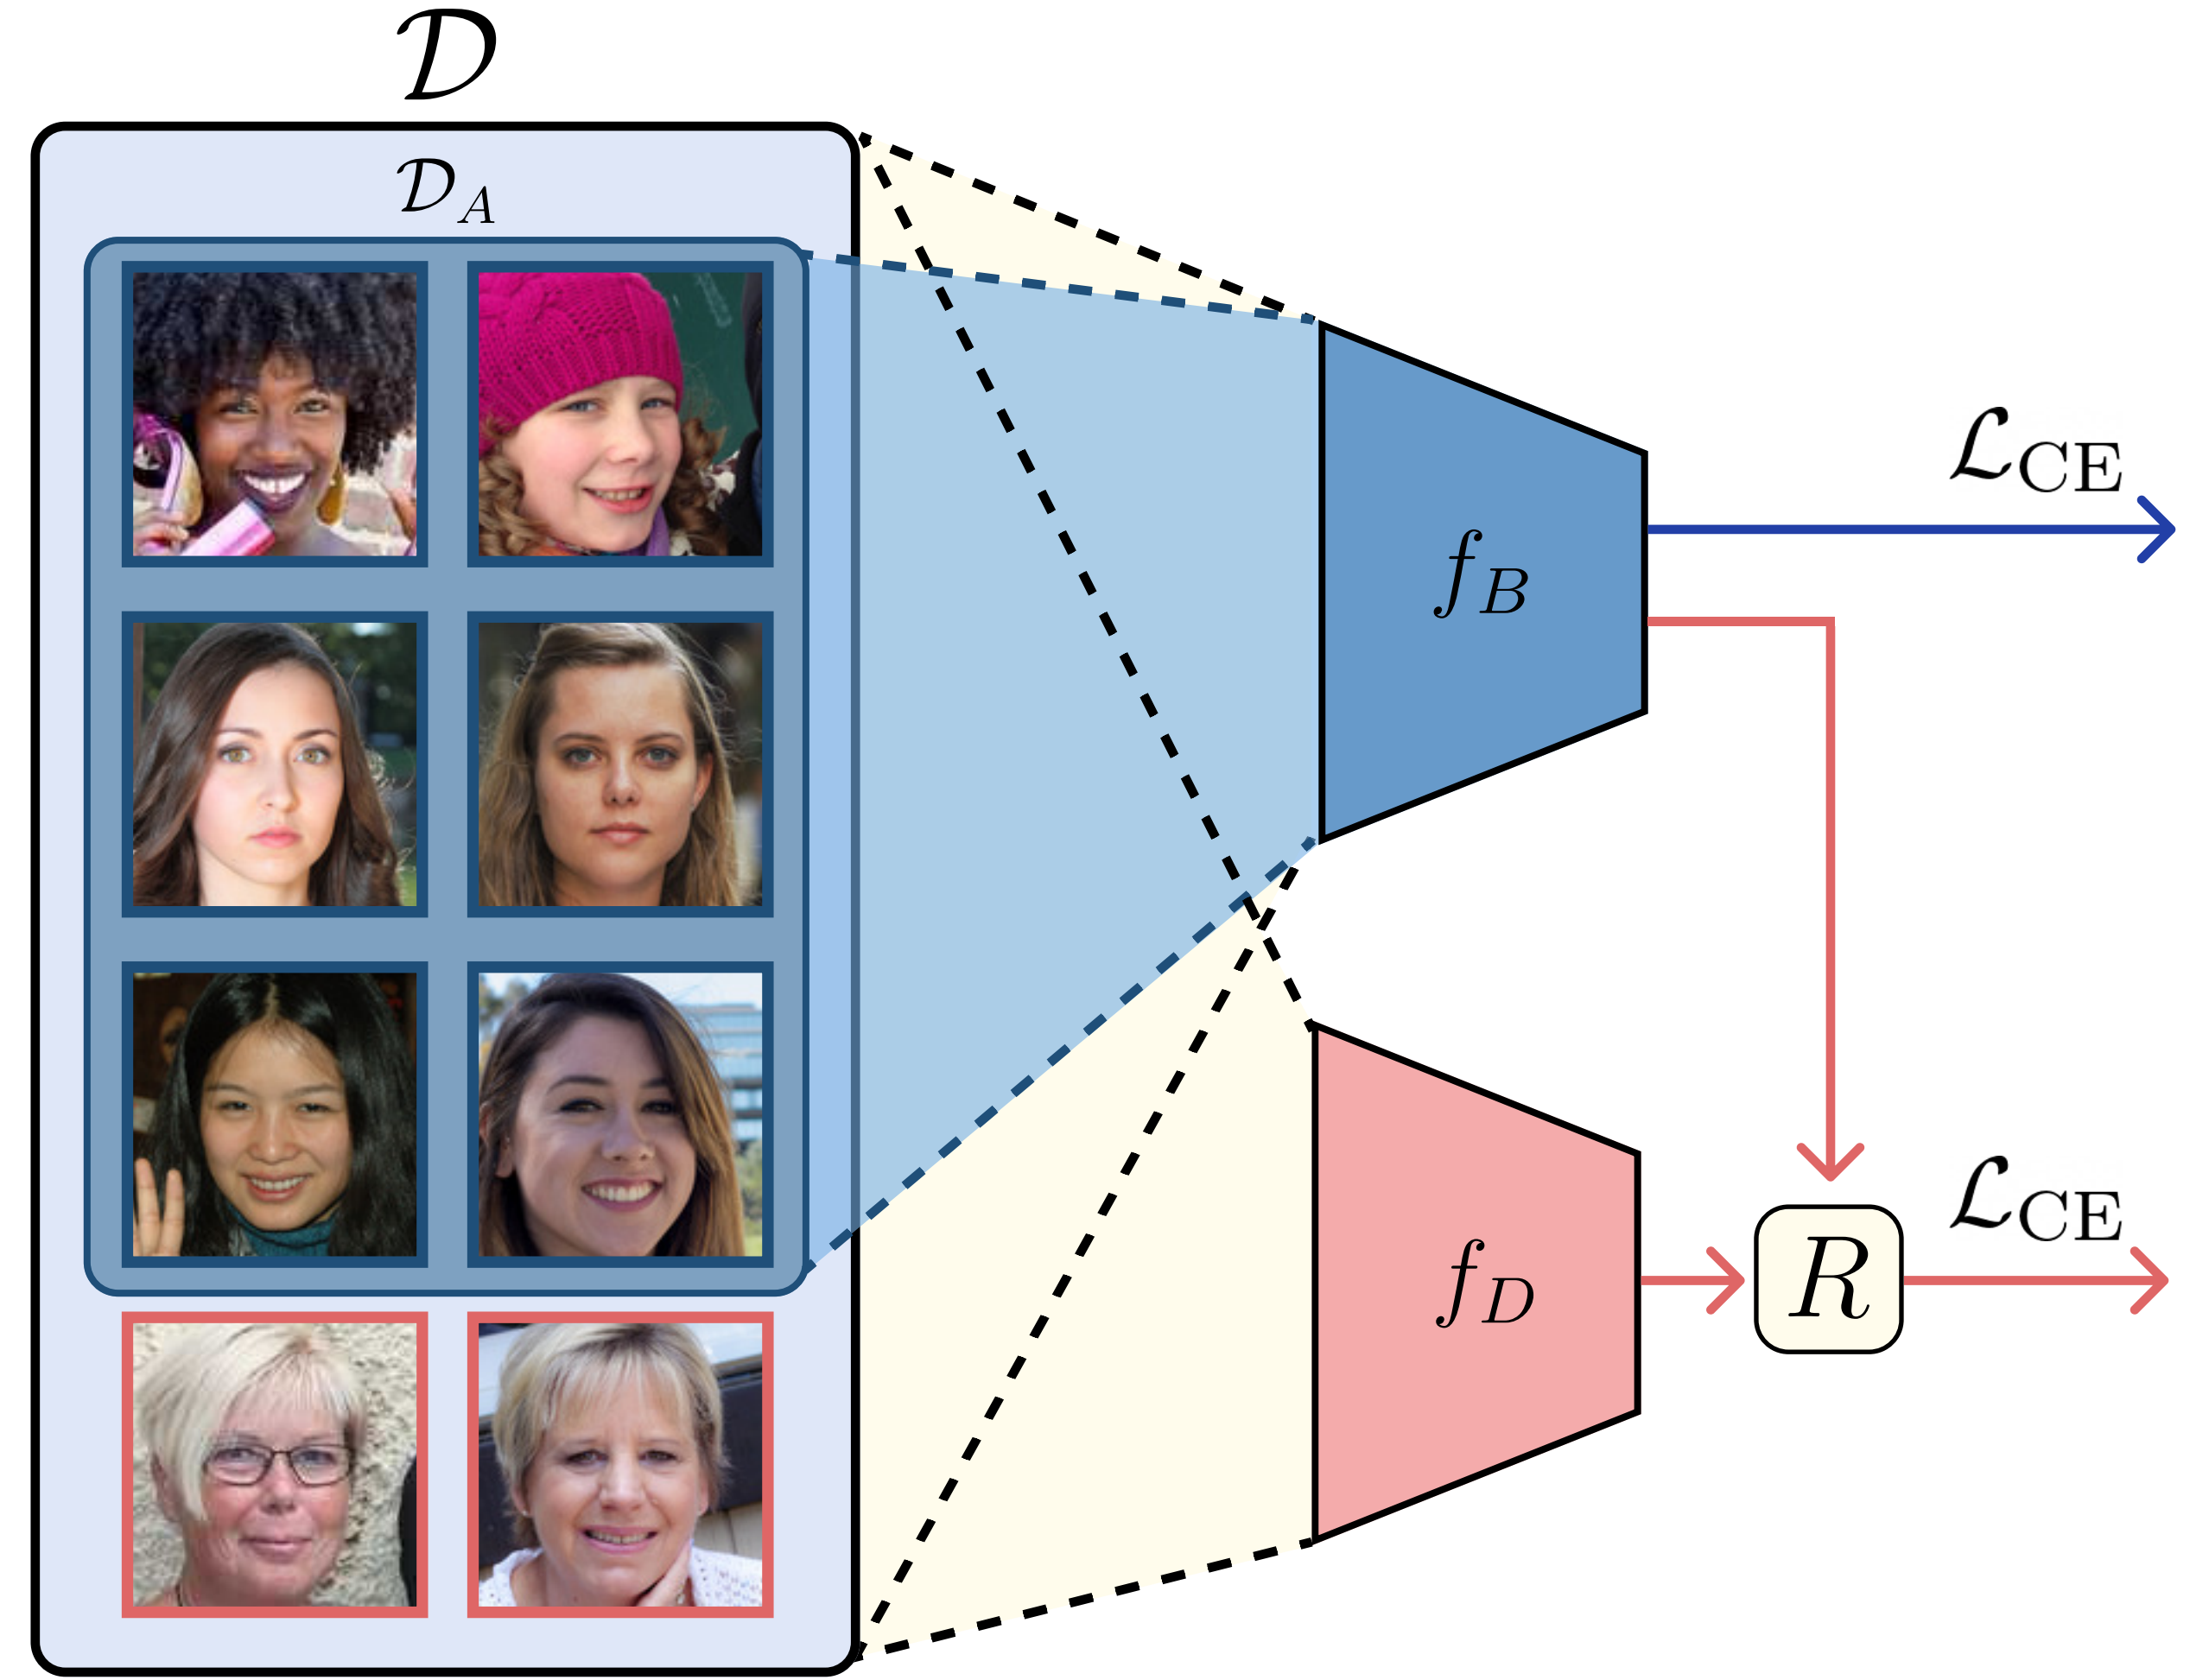 𝒟
𝒟_A
ℒ_CE
f_B
ℒ_CE
f_D
R